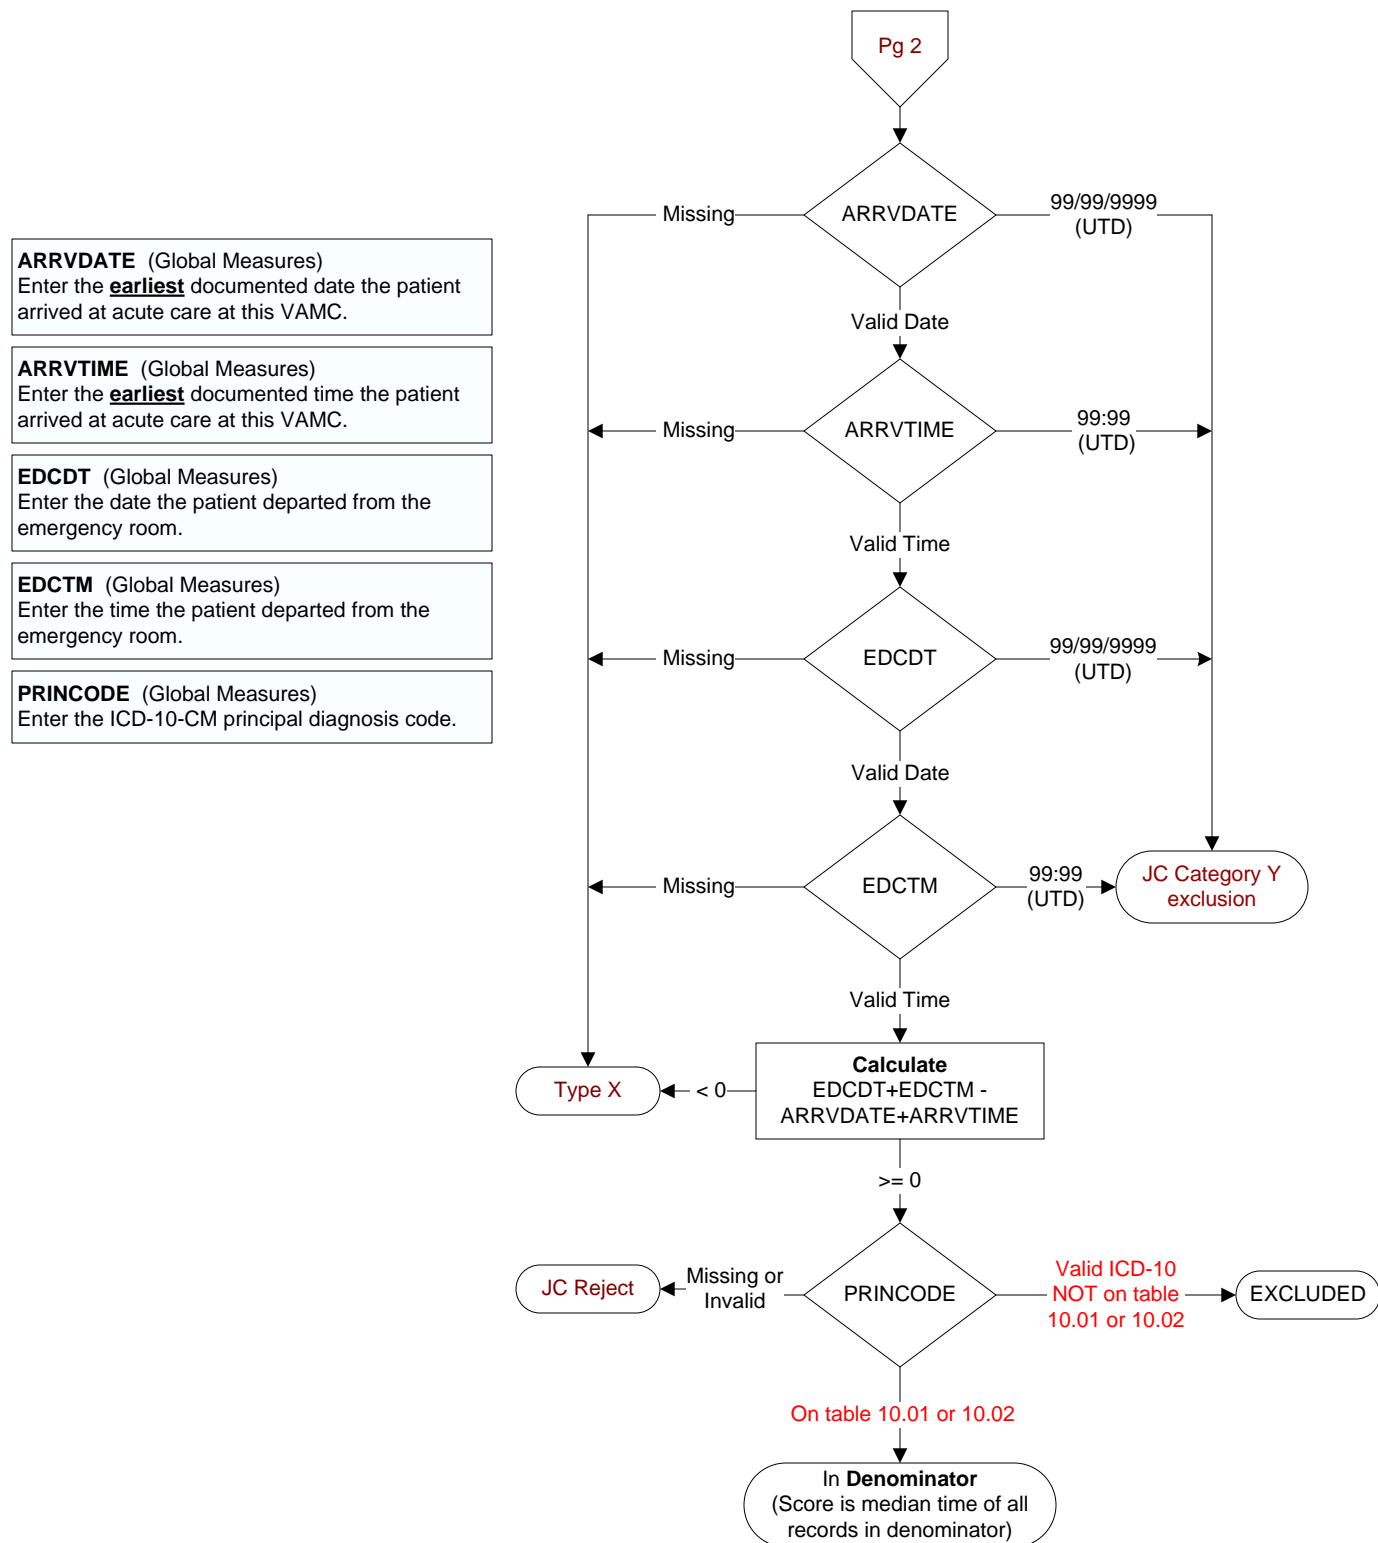 Pg 2
ARRVDATE
Missing
99/99/9999
(UTD)
ARRVDATE (Global Measures)
Enter the earliest documented date the patient
arrived at acute care at this VAMC.
Valid Date
ARRVTIME (Global Measures)
Enter the earliest documented time the patient
arrived at acute care at this VAMC.
ARRVTIME
Missing
99:99
(UTD)
EDCDT (Global Measures)
Enter the date the patient departed from the
emergency room.
Valid Time
EDCTM (Global Measures)
Enter the time the patient departed from the
emergency room.
EDCDT
Missing
99/99/9999
(UTD)
PRINCODE (Global Measures)
Enter the ICD-10-CM principal diagnosis code.
Valid Date
EDCTM
Missing
99:99
(UTD)
JC Category Y
exclusion
Valid Time
Calculate
EDCDT+EDCTM -
ARRVDATE+ARRVTIME
< 0
Type X
>= 0
PRINCODE
Missing or
Invalid
JC Reject
Valid ICD-10
NOT on table
10.01 or 10.02
EXCLUDED
On table 10.01 or 10.02
In Denominator
(Score is median time of all
records in denominator)